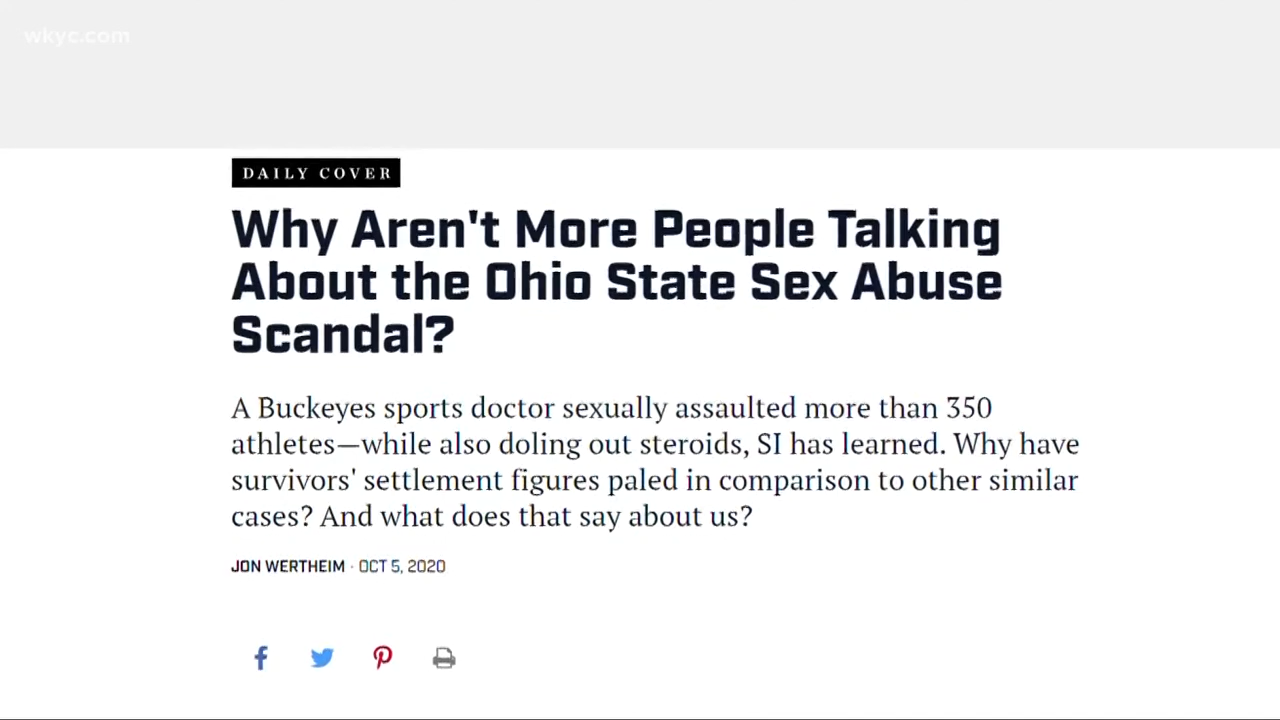 wkyc.com
DAILY COVER
Why Aren't More People Talking
About the Ohio State Sex Abuse
Scandal?
A Buckeyes sports doctor sexually assaulted more than 350
athletes—while also doling out steroids, SI has learned. Why have
survivors' settlement figures paled in comparison to other similar
cases? And what does that say about us?
JON WERTHEIM · OCT 5, 2020